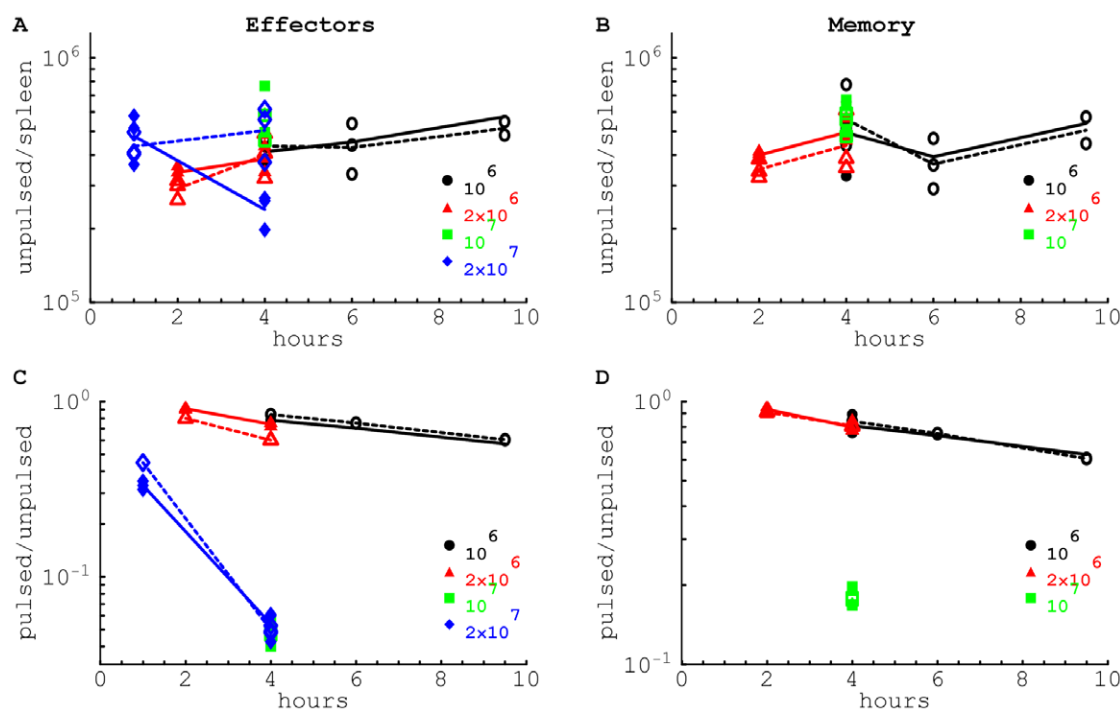 A Effectors
unpulsed/spleen
10^6
10^5
0 2 4 6 8 10
hours
10^6
2×10^6
10^7
2×10^7
B Memory
unpulsed/spleen
10^6
10^5
0 2 4 6 8 10
hours
10^6
2×10^6
10^7
C
pulsed/unpulsed
10^0
10^-1
0 2 4 6 8 10
hours
10^6
2×10^6
10^7
2×10^7
D
pulsed/unpulsed
10^0
10^-1
0 2 4 6 8 10
hours
10^6
2×10^6
10^7